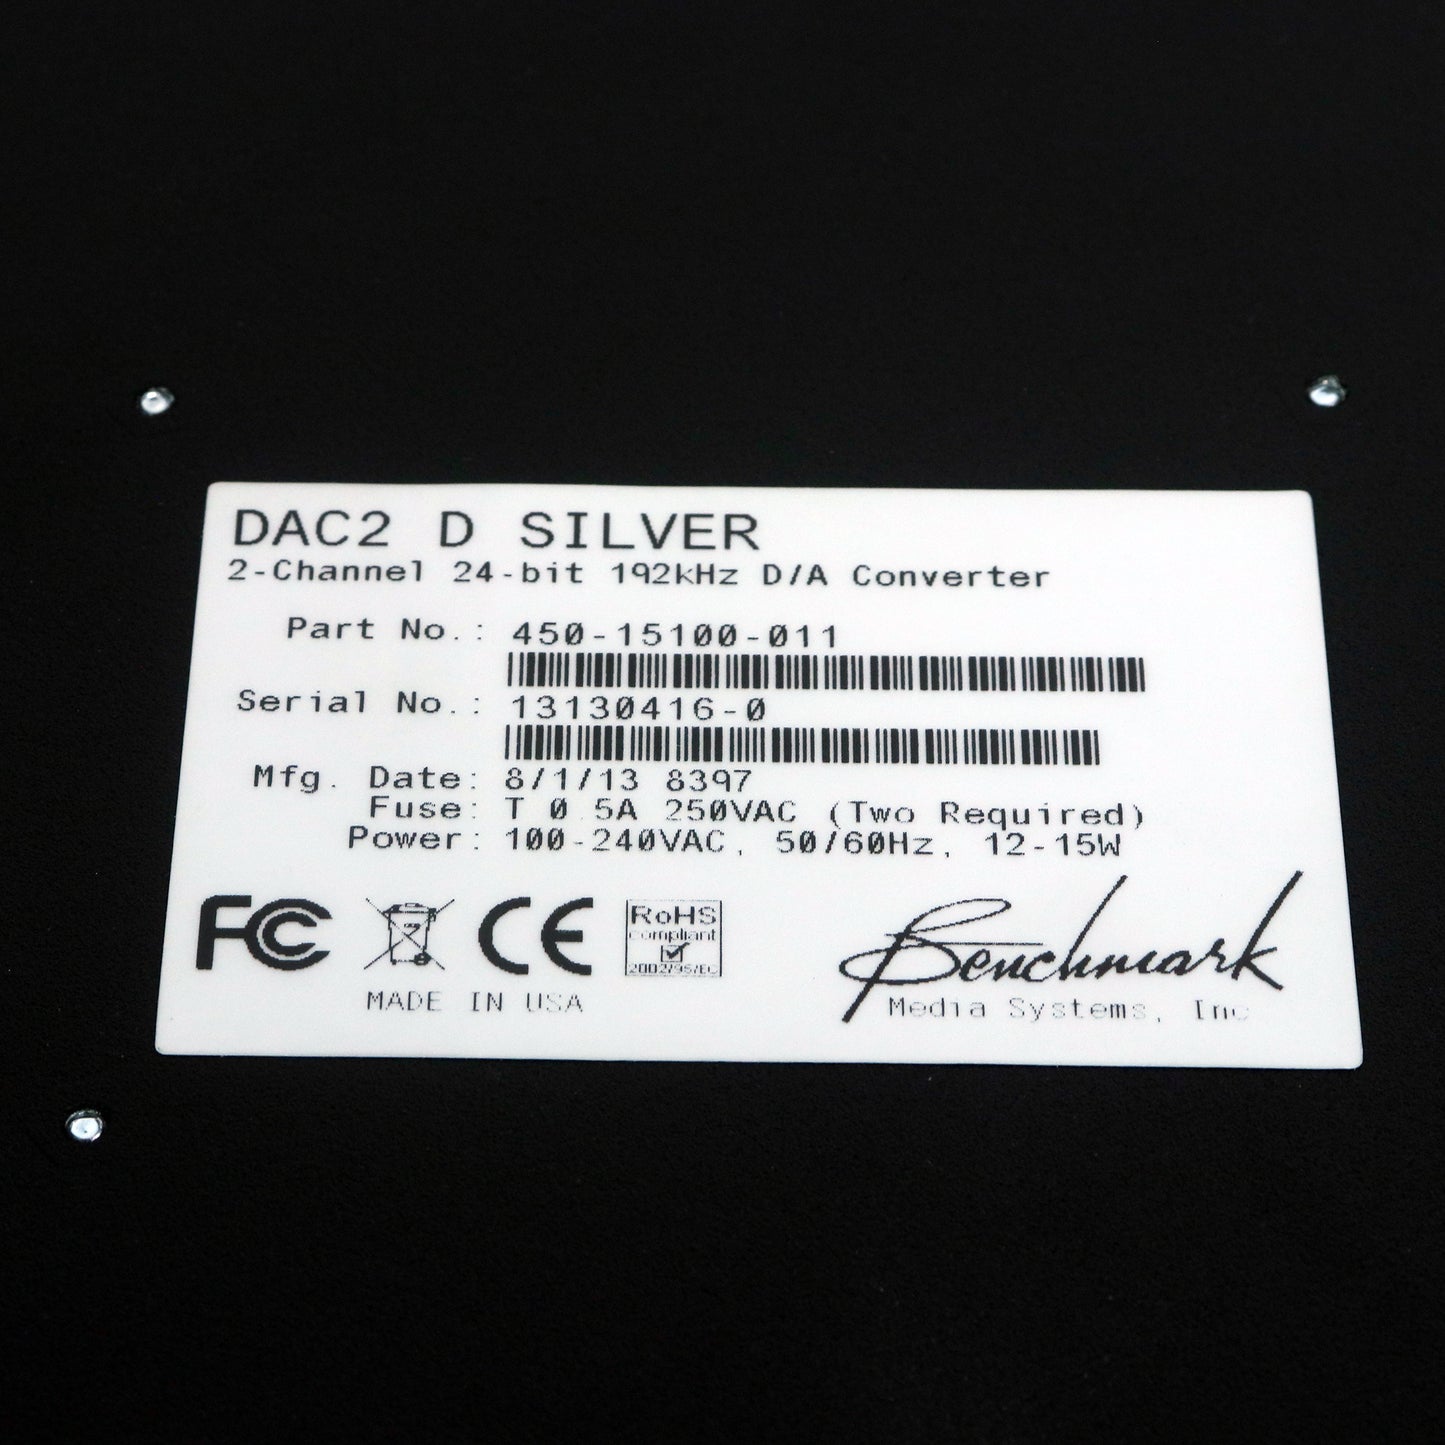 DAC2 D SILVER
2-Channel 24-bit 192kHz D/A Converter
Part No.: 450-15100-011
Serial No.: 13130416-0
Mfg. Date: 8/1/13 8397
Fuse: T 0.5A 250VAC (Two Required)
Power: 100-240VAC, 50/60Hz, 12-15W
FC CE
RoHS
compliant
2002/95/EC
MADE IN USA
Benchmark
Media Systems, Inc